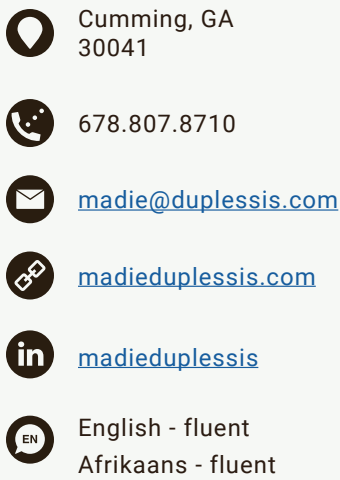 Cumming, GA
30041
678.807.8710
madie@duplessis.com
madieduplessis.com
in
madieduplessis
EN
English - fluent
Afrikaans - fluent